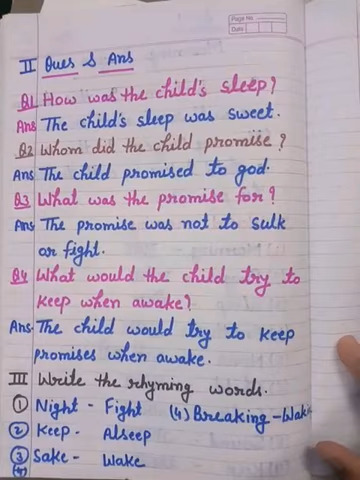 Page No.
Date
II Ques & Ans
Q1 How was the child's sleep?
Ans The child's sleep was sweet.
Q2 Whom did the child promise?
Ans The child promised to god.
Q3 What was the promise for?
Ans The promise was not to sulk
or fight.
Q4 What would the child try to
keep when awake?
Ans- The child would try to keep
promises when awake.
III Write the rhyming words.
① Night - Fight (4) Breaking - Wak
② Keep - Alseep
③ Sake - Wake
(4)